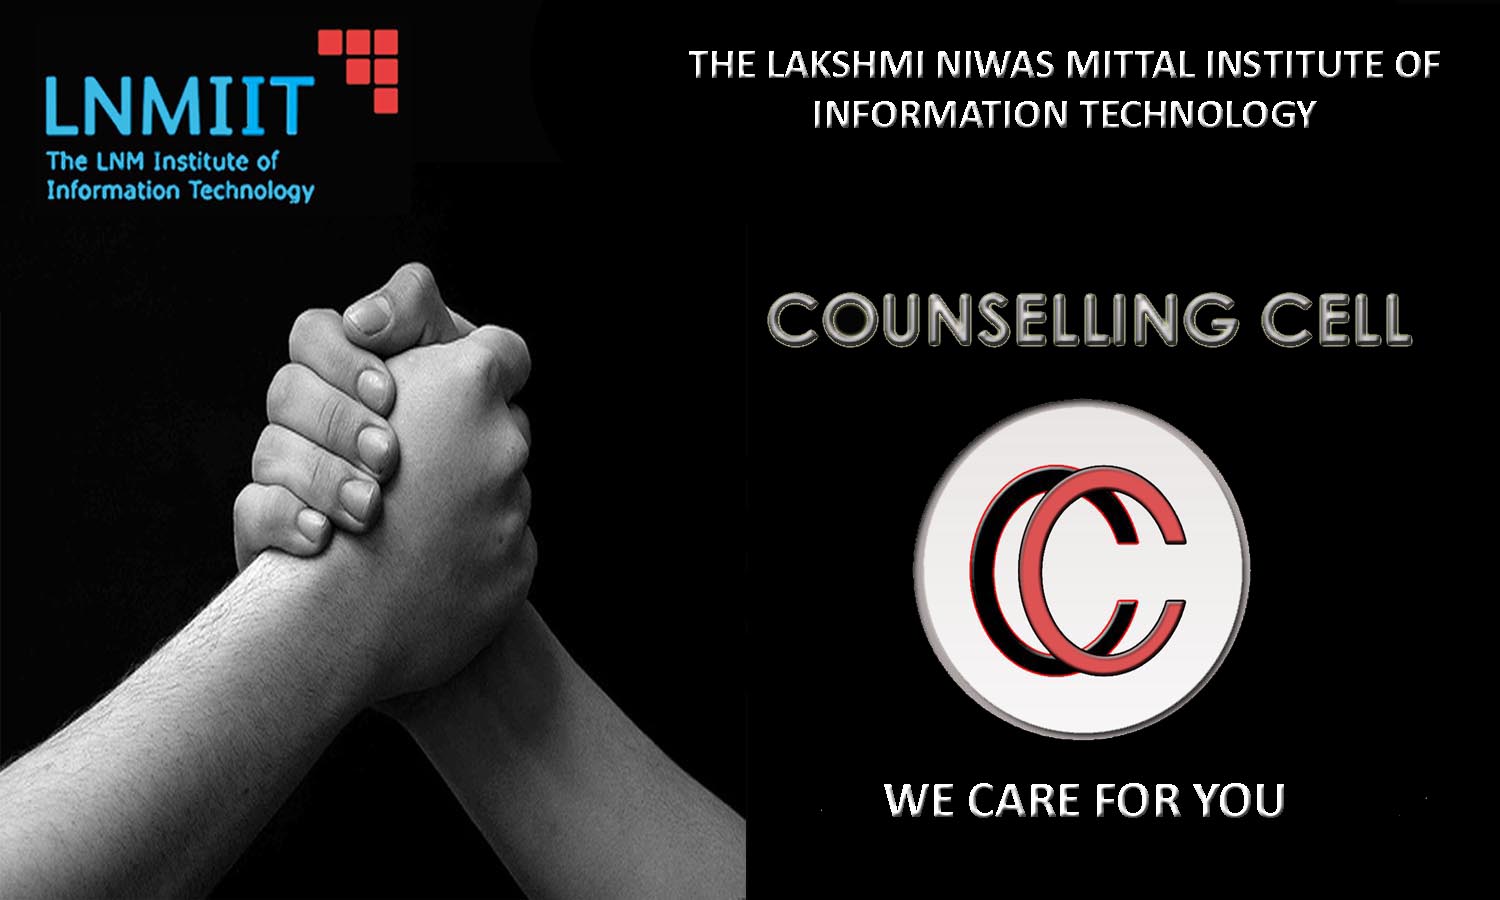 LNMIIT
The LNM Institute of
Information Technology
THE LAKSHMI NIWAS MITTAL INSTITUTE OF
INFORMATION TECHNOLOGY
COUNSELLING CELL
CC
WE CARE FOR YOU